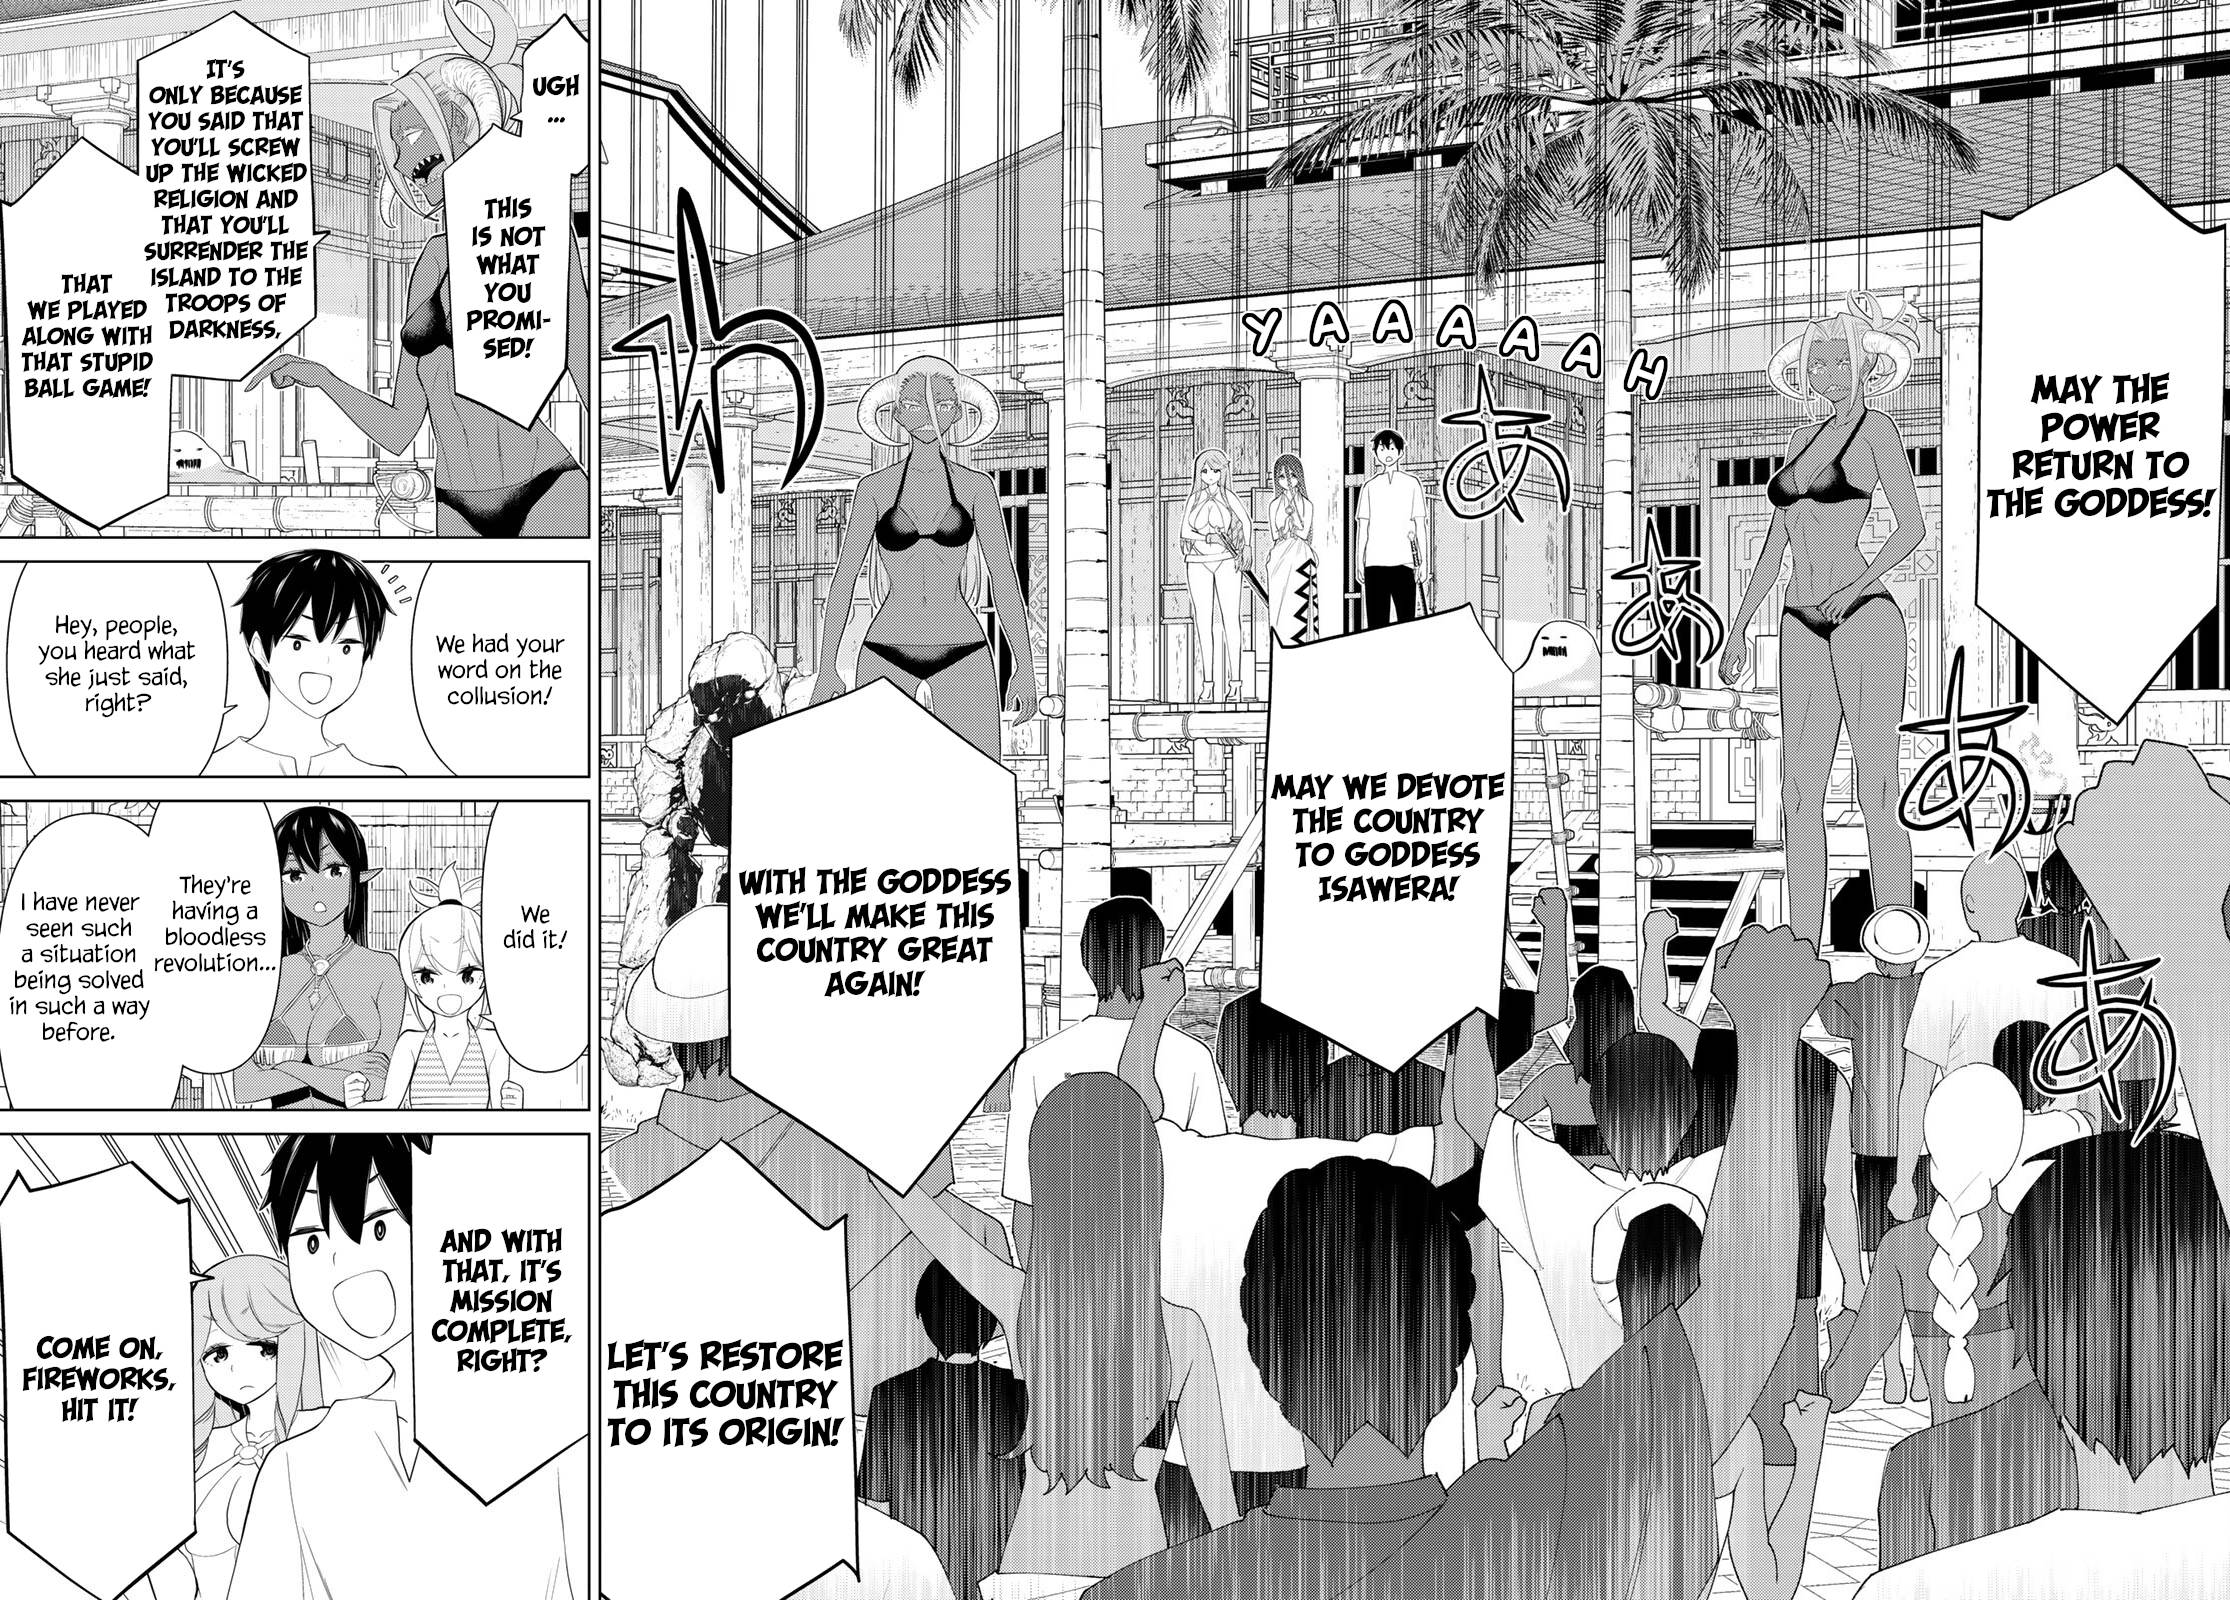 MAY THE
POWER
RETURN TO
THE GODDESS!
YAAAAAAH
わ
あ
あ
あ
あ
MAY WE DEVOTE
THE COUNTRY
TO GODDESS
ISAWERA!
WITH THE GODDESS
WE'LL MAKE THIS
COUNTRY GREAT
AGAIN!
LET'S RESTORE
THIS COUNTRY
TO ITS ORIGIN!
UGH
...
THIS
IS NOT
WHAT
YOU
PROMI-
SED!
IT'S
ONLY BECAUSE
YOU SAID THAT
YOU'LL SCREW
UP THE WICKED
RELIGION AND
THAT YOU'LL
SURRENDER THE
ISLAND TO THE
TROOPS OF
DARKNESS,
THAT
WE PLAYED
ALONG WITH
THAT STUPID
BALL GAME!
We had your
word on the
collusion!
Hey, people,
you heard what
she just said,
right?
We
did it!
They're
having a
bloodless
revolution...
I have never
seen such
a situation
being solved
in such a way
before.
AND WITH
THAT, IT'S
MISSION
COMPLETE,
RIGHT?
COME ON,
FIREWORKS,
HIT IT!